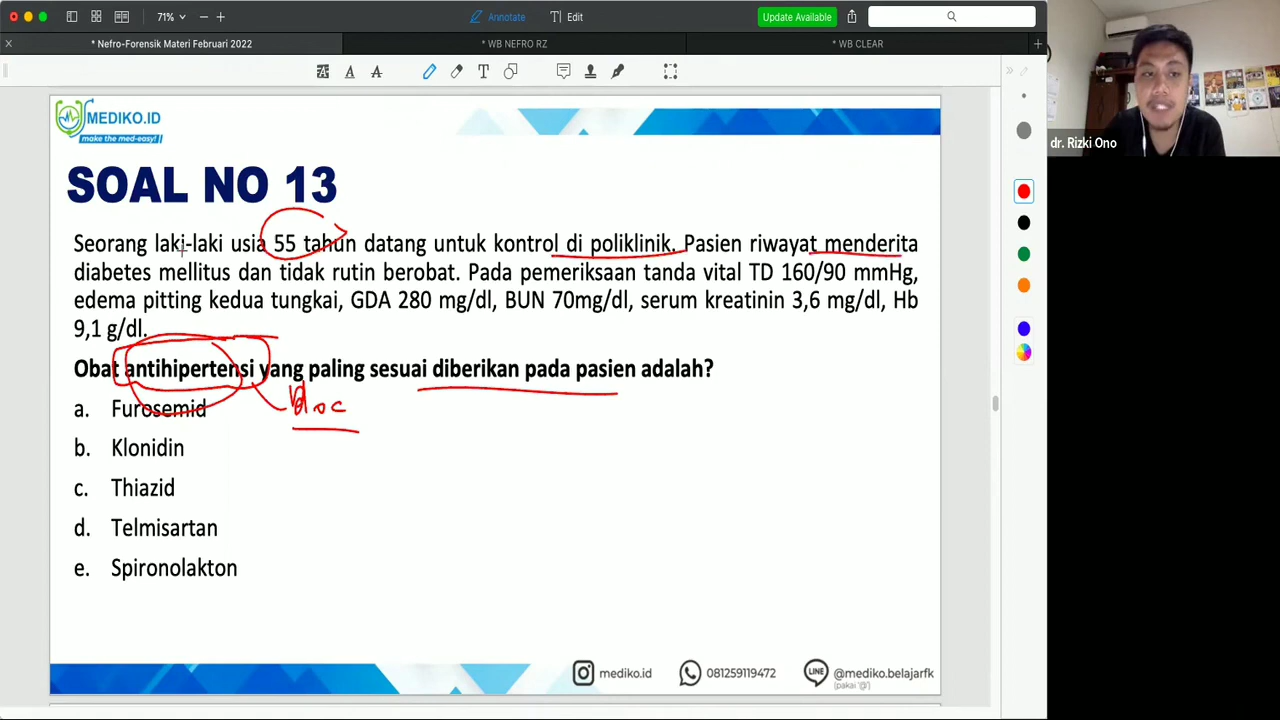 71%
Annotate
Edit
Update Available
* Nefro-Forensik Materi Februari 2022
* WB NEFRO RZ
* WB CLEAR
dr. Rizki Ono
MEDIKO.ID
make the med-easy!
SOAL NO 13
Seorang laki-laki usia 55 tahun datang untuk kontrol di poliklinik. Pasien riwayat menderita
diabetes mellitus dan tidak rutin berobat. Pada pemeriksaan tanda vital TD 160/90 mmHg,
edema pitting kedua tungkai, GDA 280 mg/dl, BUN 70mg/dl, serum kreatinin 3,6 mg/dl, Hb
9,1 g/dl.
Obat antihipertensi yang paling sesuai diberikan pada pasien adalah?
a. Furosemid
b. Klonidin
c. Thiazid
d. Telmisartan
e. Spironolakton
mediko.id
081259119472
LINE
@mediko.belajarfk
(pakai '@')